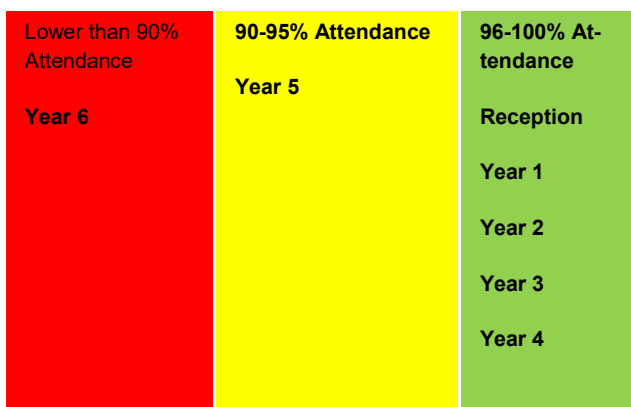 Lower than 90%
Attendance
Year 6
90-95% Attendance
Year 5
96-100% At-
tendance
Reception
Year 1
Year 2
Year 3
Year 4